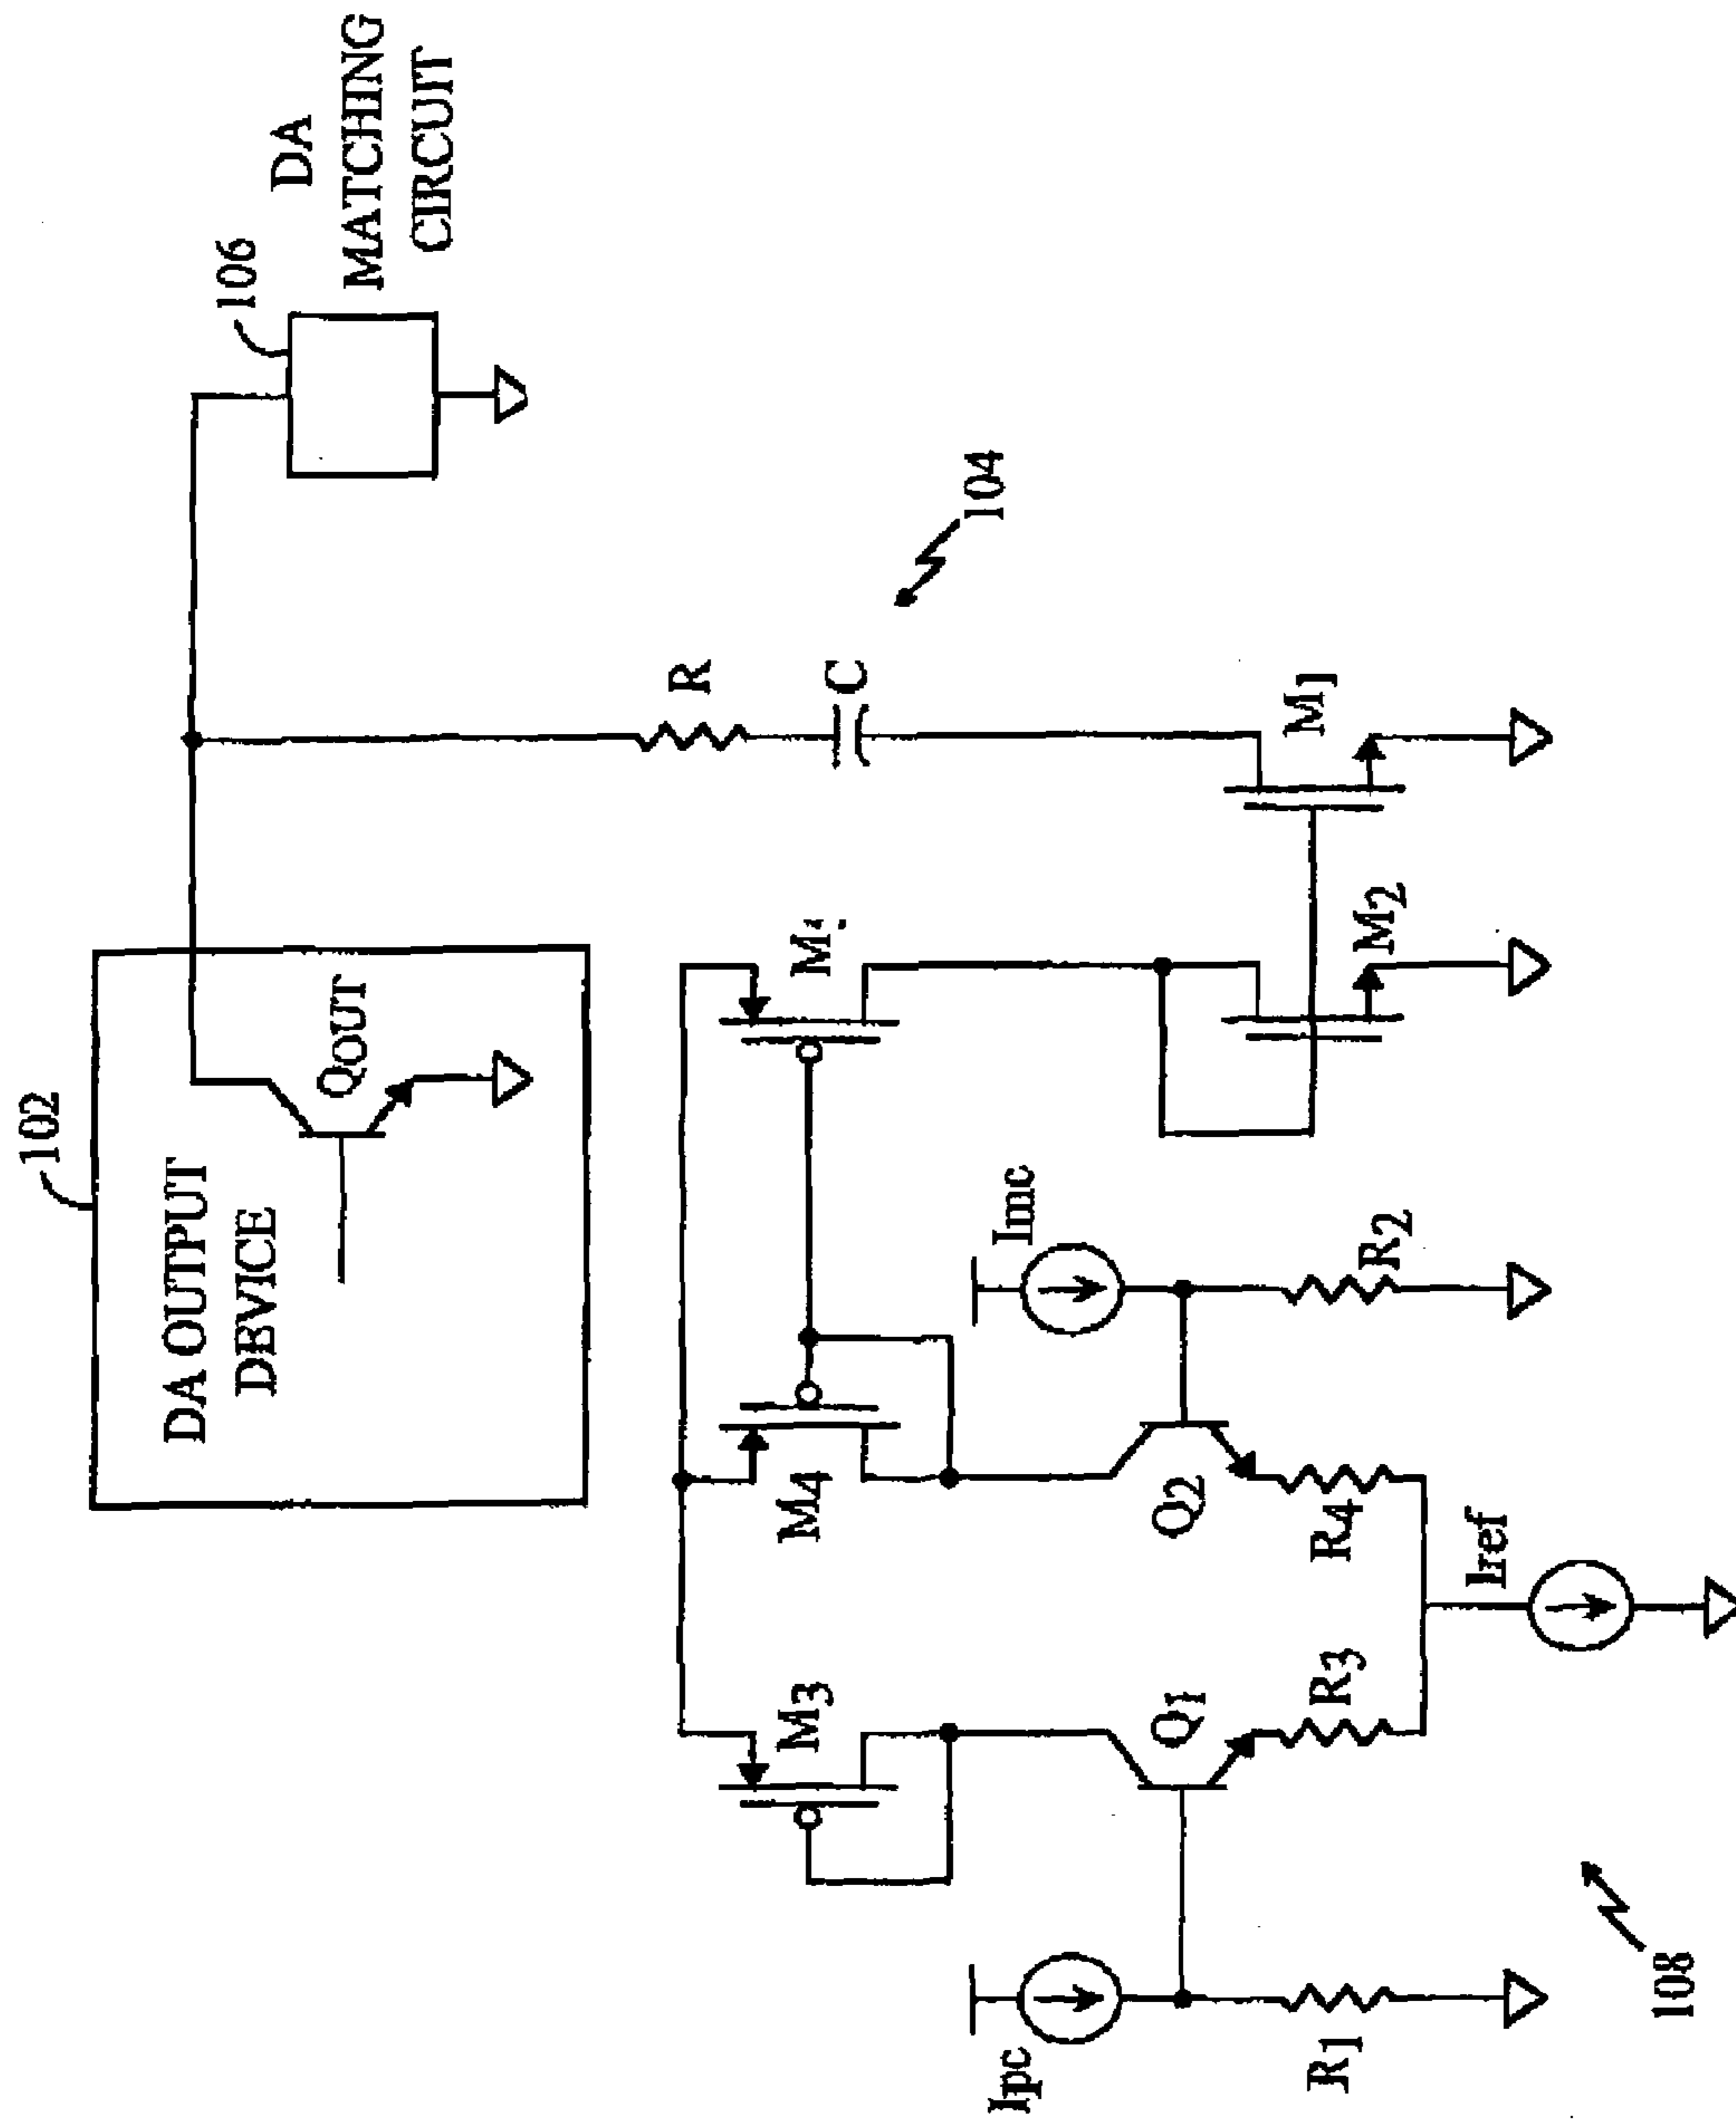 102
DA OUTPUT
DEVICE
QOUT
106
DA
MATCHING
CIRCUIT
R
C
104
M3
M4
M
Ipc
Imc
Q1
Q2
M2
M1
R1
R3
R4
R2
Iref
108